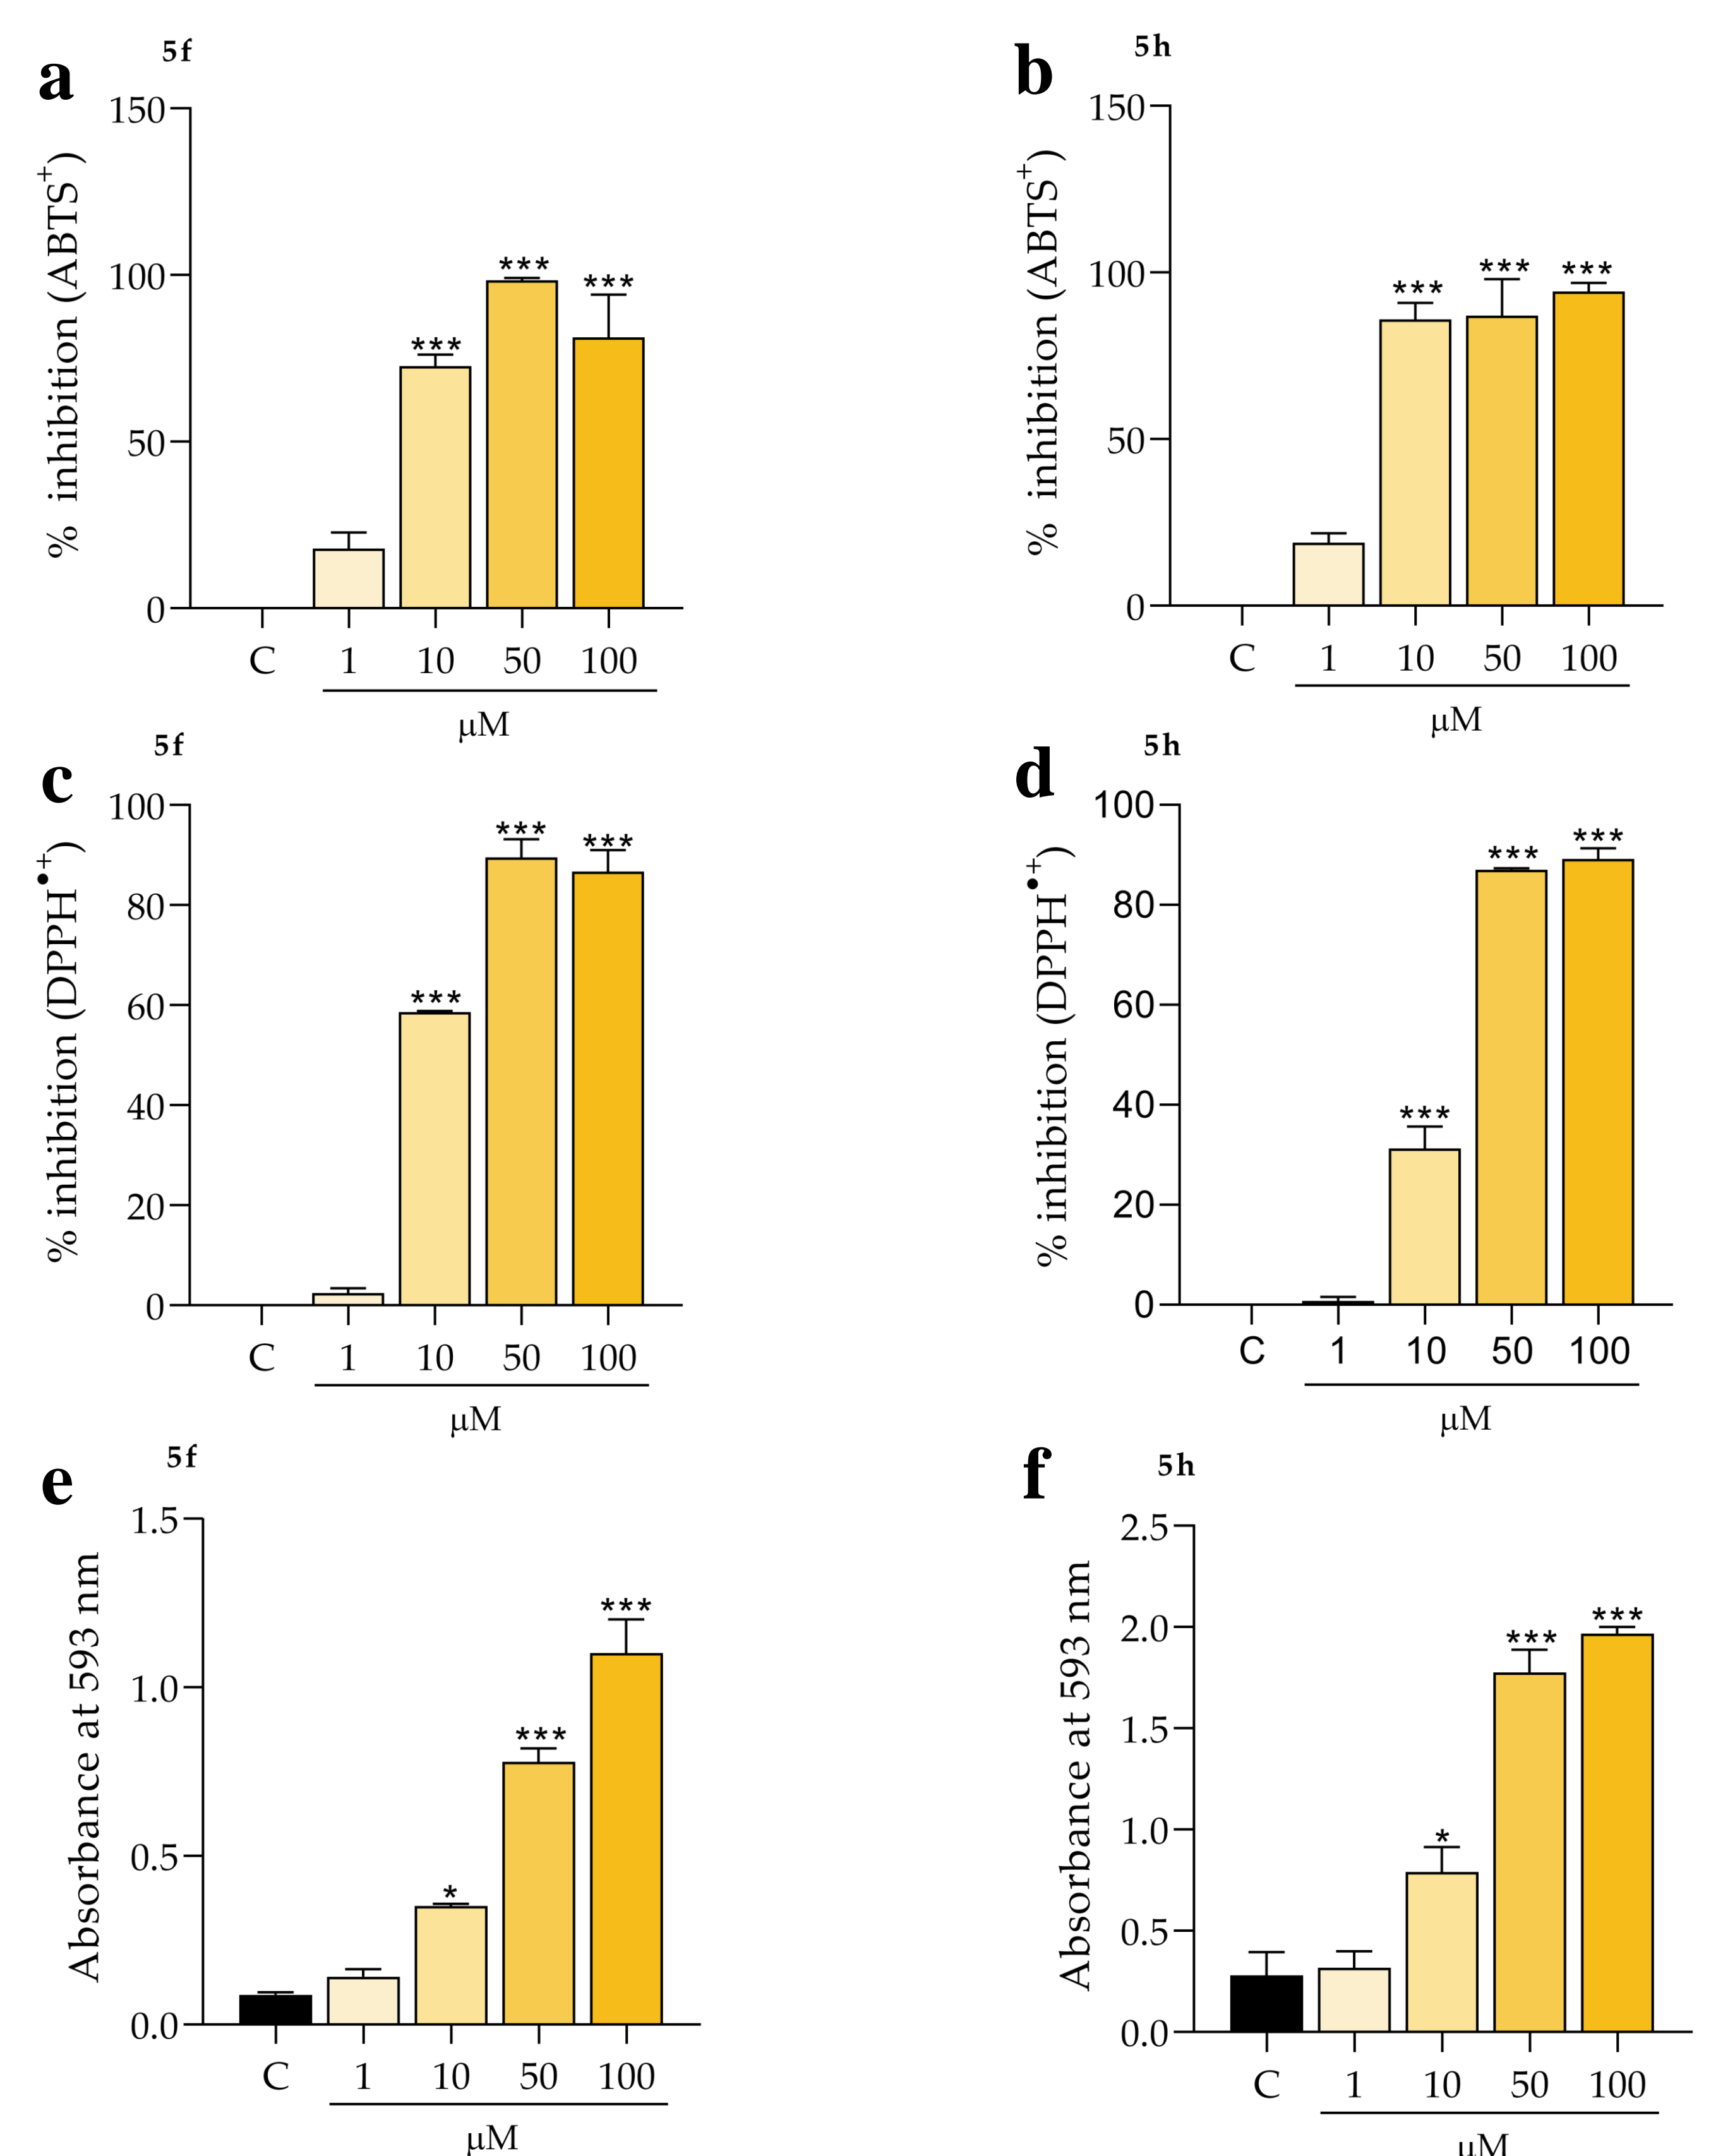 a
5f
150
100
50
0
% inhibition (ABTS⁺)
***
***
***
C 1 10 50 100
µM
b
5h
150
100
50
0
% inhibition (ABTS⁺)
***
***
***
C 1 10 50 100
µM
c
5f
100
80
60
40
20
0
% inhibition (DPPH•⁺)
***
***
***
C 1 10 50 100
µM
d
5h
100
80
60
40
20
0
% inhibition (DPPH•⁺)
***
***
***
C 1 10 50 100
µM
e
5f
1.5
1.0
0.5
0.0
Absorbance at 593 nm
*
***
***
C 1 10 50 100
µM
f
5h
2.5
2.0
1.5
1.0
0.5
0.0
Absorbance at 593 nm
*
***
***
C 1 10 50 100
µM